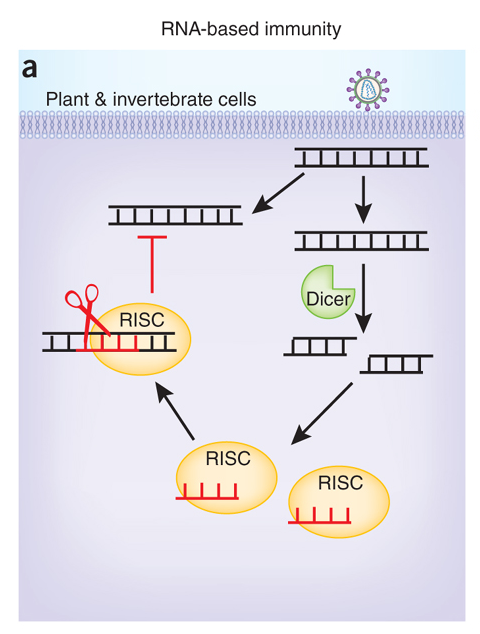 RNA-based immunity
a
Plant & invertebrate cells
Dicer
RISC
RISC
RISC